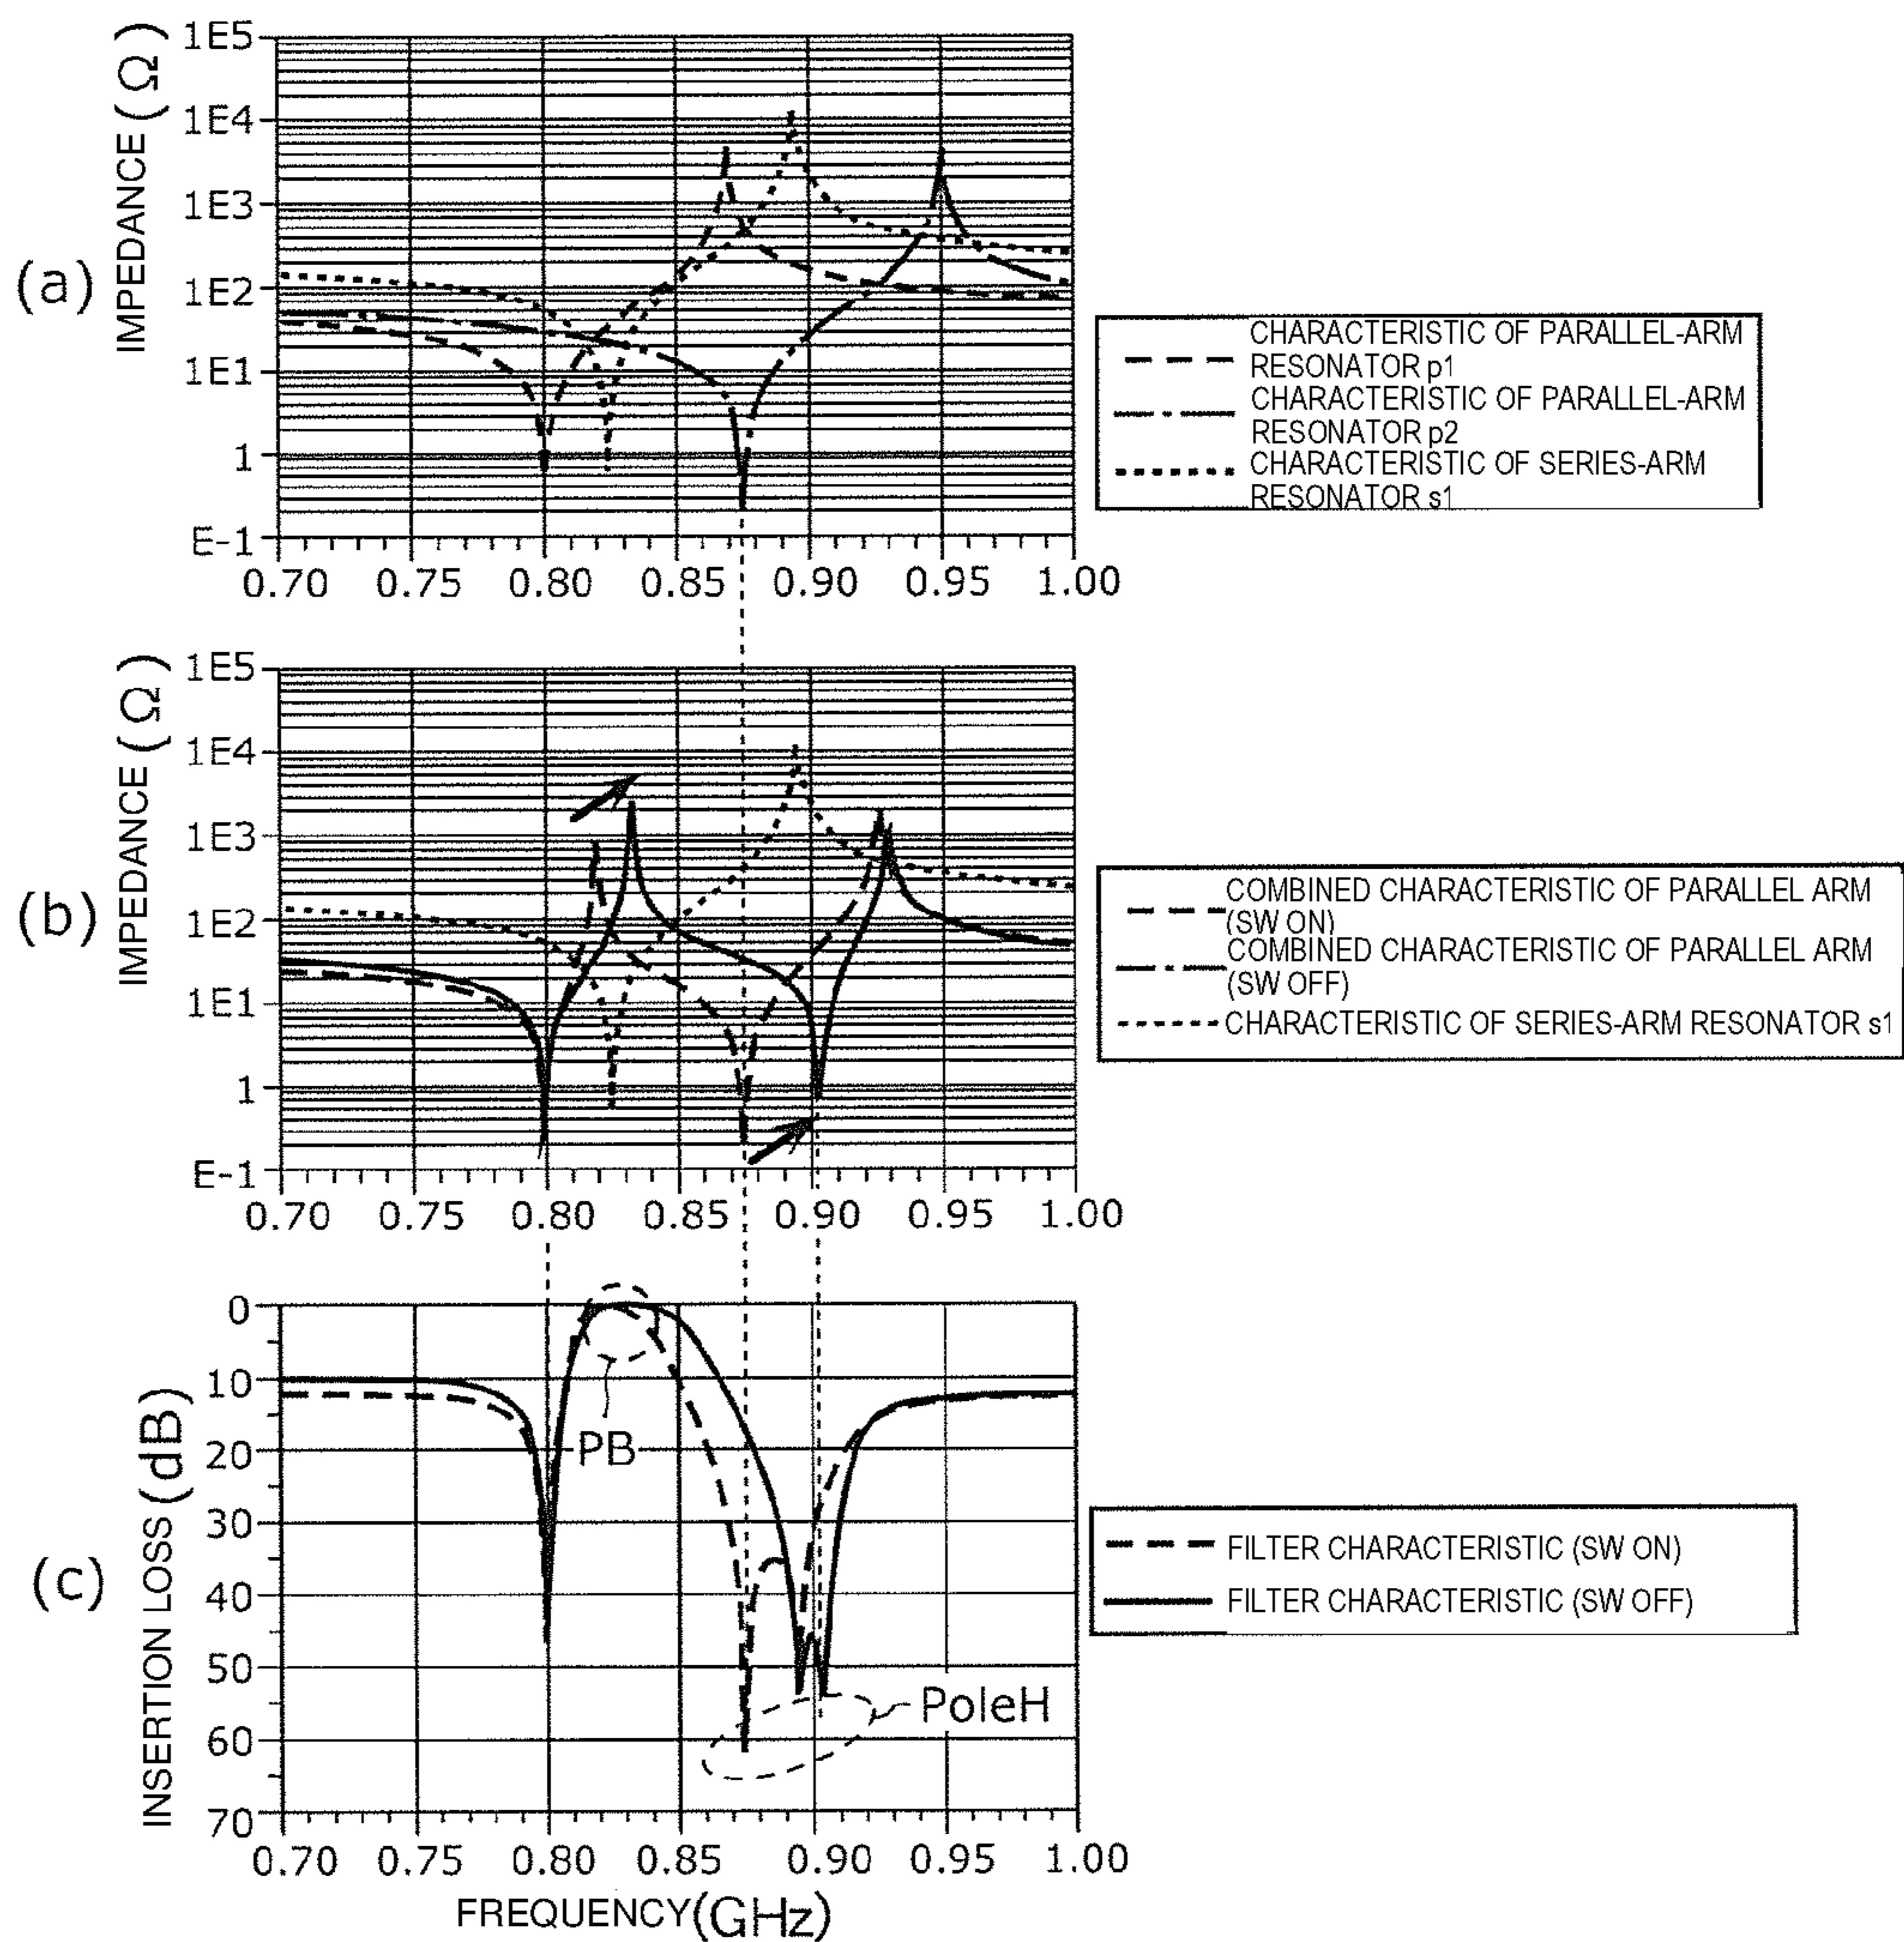 (a)
IMPEDANCE (Ω)
1E5
1E4
1E3
1E2
1E1
1
E-1
0.70 0.75 0.80 0.85 0.90 0.95 1.00
CHARACTERISTIC OF PARALLEL-ARM
RESONATOR p1
CHARACTERISTIC OF PARALLEL-ARM
RESONATOR p2
CHARACTERISTIC OF SERIES-ARM
RESONATOR s1
(b)
IMPEDANCE (Ω)
1E5
1E4
1E3
1E2
1E1
1
E-1
0.70 0.75 0.80 0.85 0.90 0.95 1.00
COMBINED CHARACTERISTIC OF PARALLEL ARM
(SW ON)
COMBINED CHARACTERISTIC OF PARALLEL ARM
(SW OFF)
CHARACTERISTIC OF SERIES-ARM RESONATOR s1
(c)
INSERTION LOSS (dB)
0
10
20
30
40
50
60
70
PB
PoleH
0.70 0.75 0.80 0.85 0.90 0.95 1.00
FREQUENCY(GHz)
FILTER CHARACTERISTIC (SW ON)
FILTER CHARACTERISTIC (SW OFF)